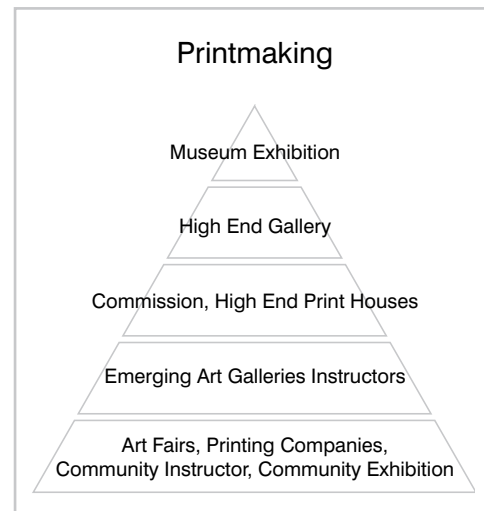 Printmaking
Museum Exhibition
High End Gallery
Commission, High End Print Houses
Emerging Art Galleries Instructors
Art Fairs, Printing Companies,
Community Instructor, Community Exhibition